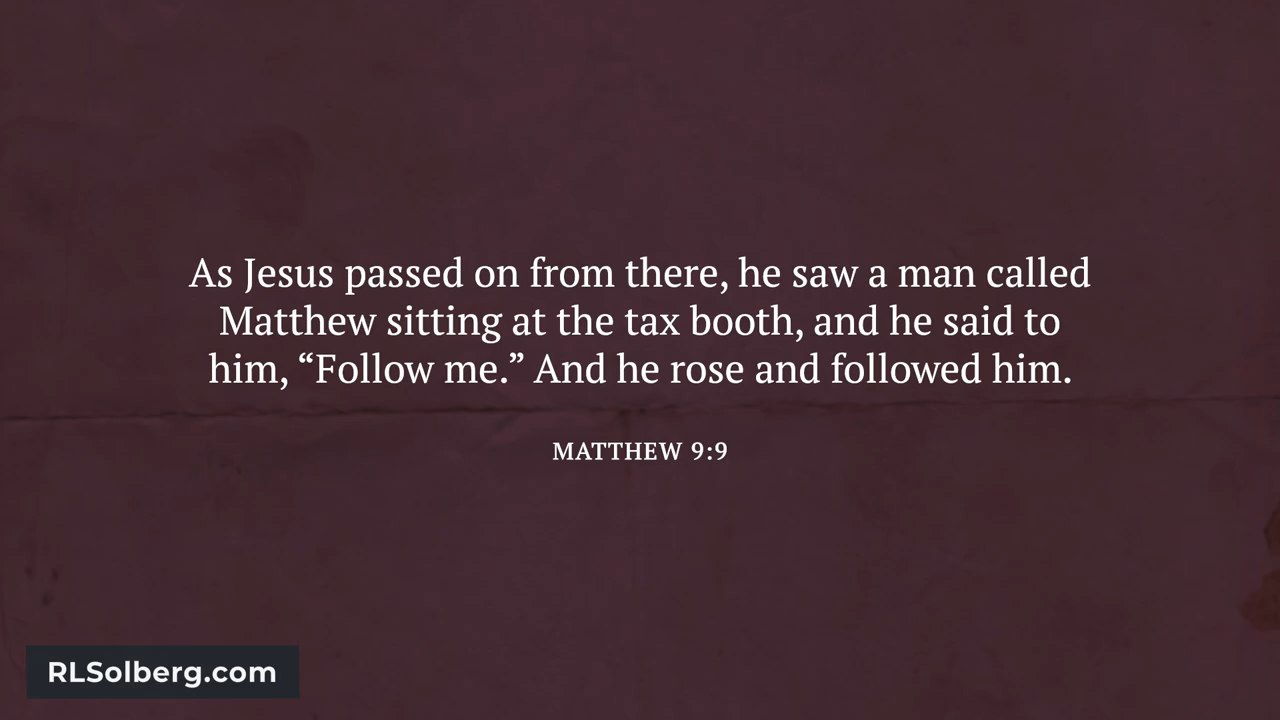 As Jesus passed on from there, he saw a man called
Matthew sitting at the tax booth, and he said to
him, “Follow me.” And he rose and followed him.
MATTHEW 9:9
RLSolberg.com